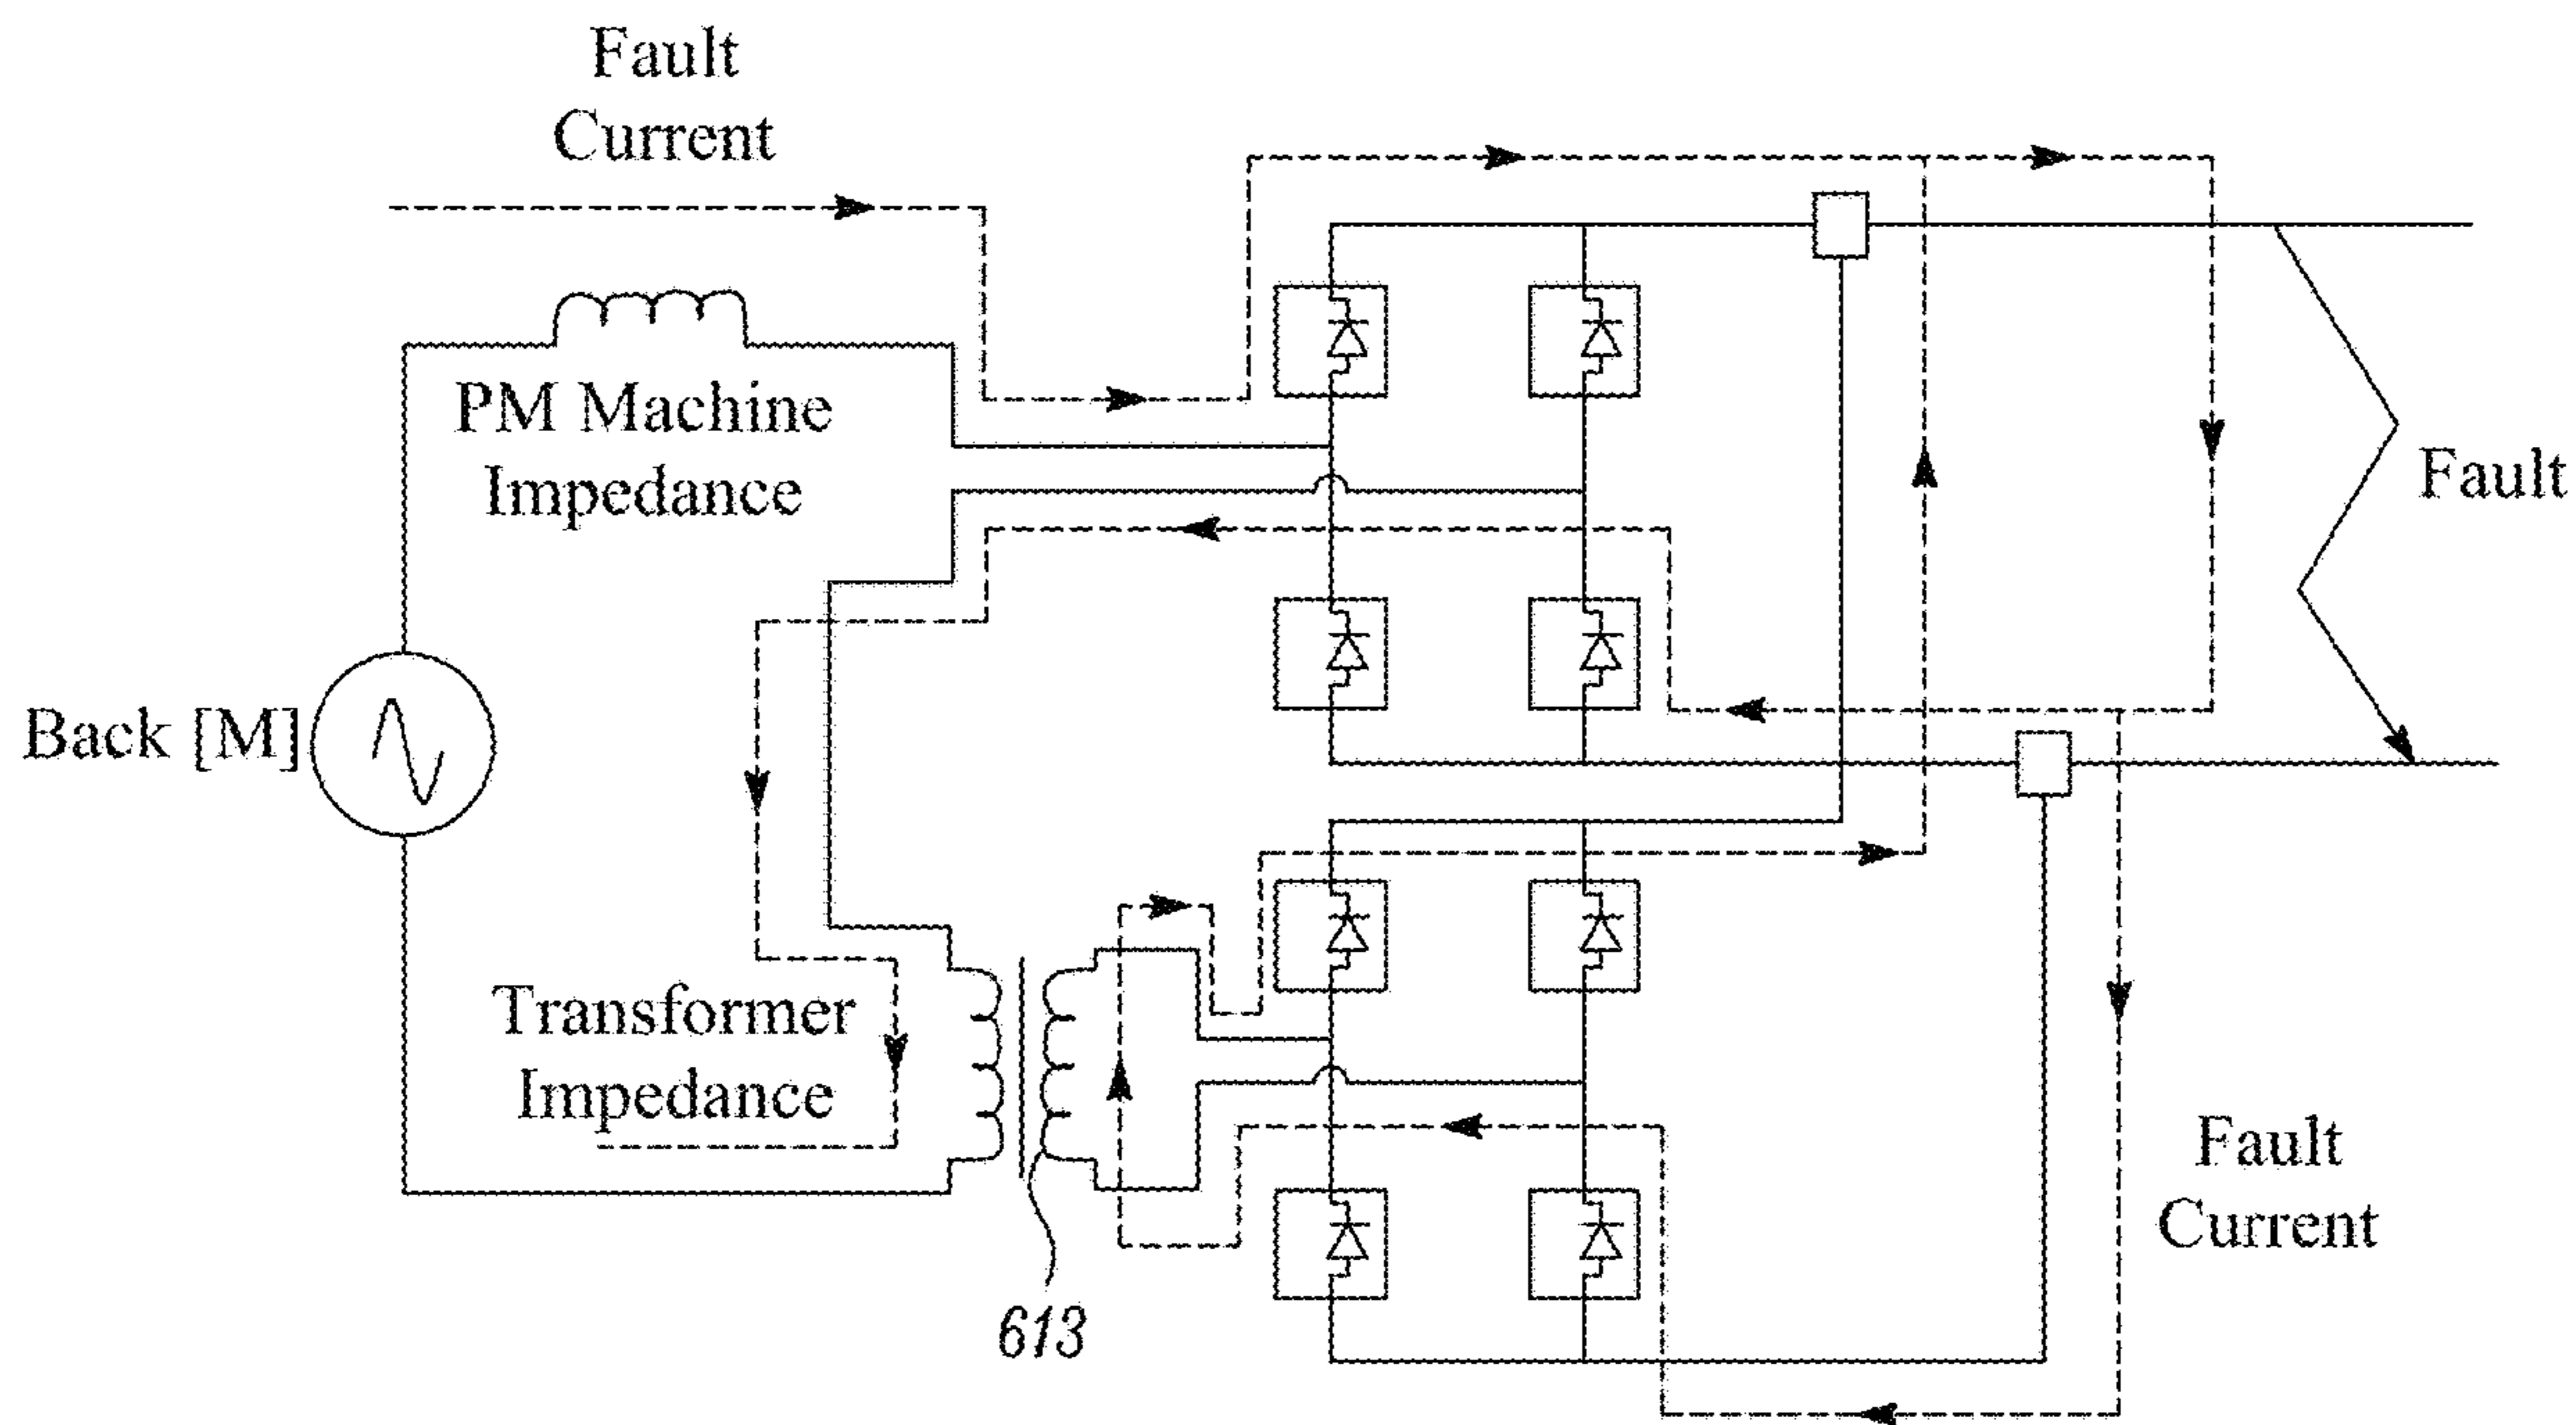 Fault
Current
PM Machine
Impedance
Fault
Back [M]
Transformer
Impedance
Fault
Current
613